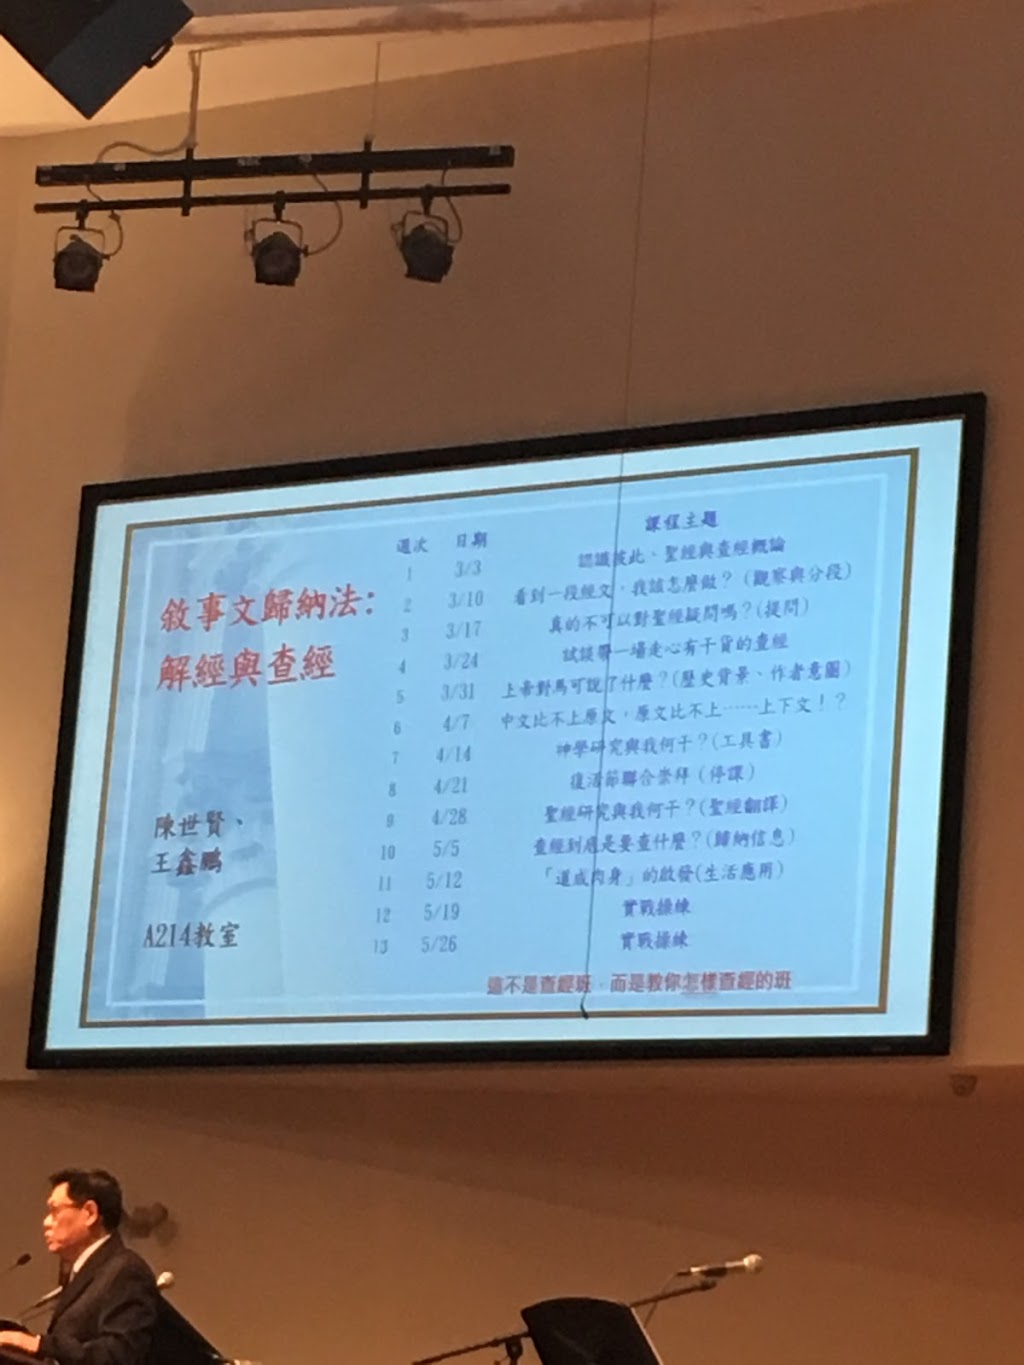 敘事文歸納法：
解經與查經
陳世賢、
王鑫鵬
A214教室
週次 日期 課程主題
1 3/3 認識彼此、聖經與查經概論
2 3/10 看到一段經文，我該怎麼做？（觀察與分段）
3 3/17 真的不可以對聖經疑問嗎？(提問)
4 3/24 試談帶一場走心有干貨的查經
5 3/31 上帝對馬可說了什麼？(歷史背景、作者意圖)
6 4/7 中文比不上原文，原文比不上……上下文！？
7 4/14 神學研究與我何干？(工具書)
8 4/21 復活節聯合崇拜（停課）
9 4/28 聖經研究與我何干？(聖經翻譯)
10 5/5 查經到底是要查什麼？(歸納信息)
11 5/12 「道成肉身」的啟發(生活應用)
12 5/19 實戰操練
13 5/26 實戰操練
這不是查經班，而是教你怎樣查經的班